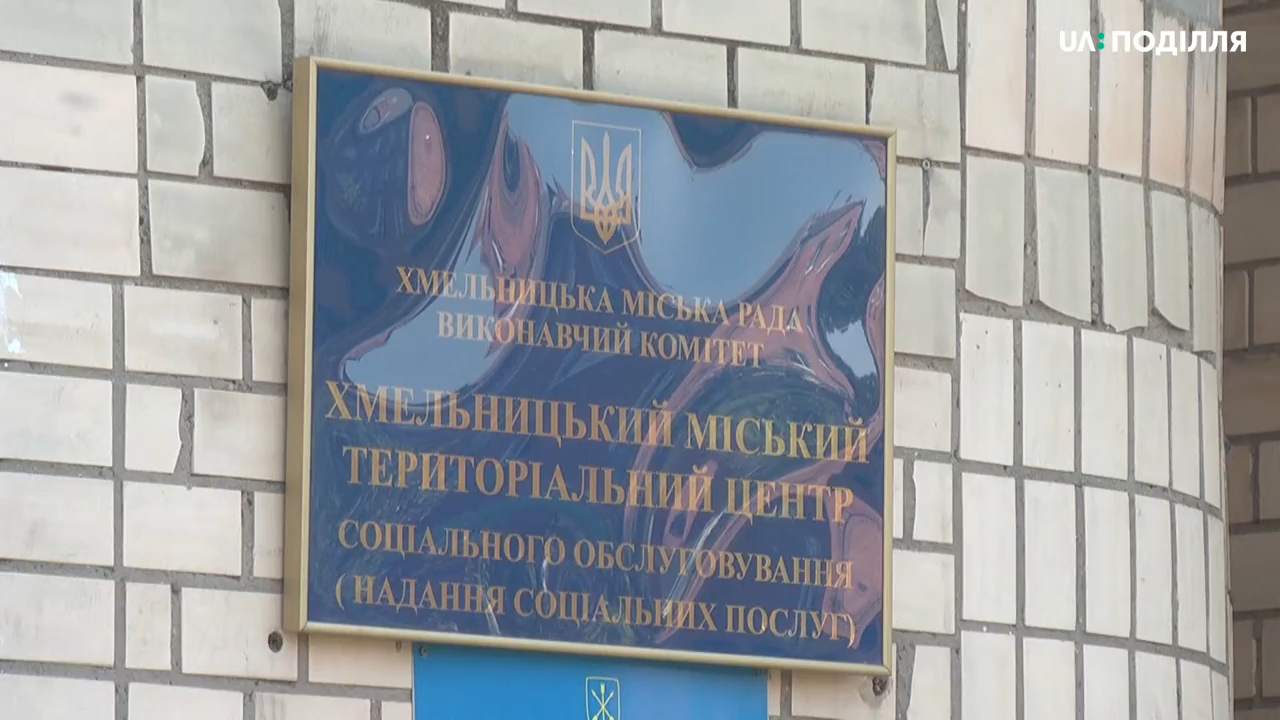 UA: ПОДІЛЛЯ
ХМЕЛЬНИЦЬКА МІСЬКА РАДА
ВИКОНАВЧИЙ КОМІТЕТ
ХМЕЛЬНИЦЬКИЙ МІСЬКИЙ
ТЕРИТОРІАЛЬНИЙ ЦЕНТР
СОЦІАЛЬНОГО ОБСЛУГОВУВАННЯ
( НАДАННЯ СОЦІАЛЬНИХ ПОСЛУГ)